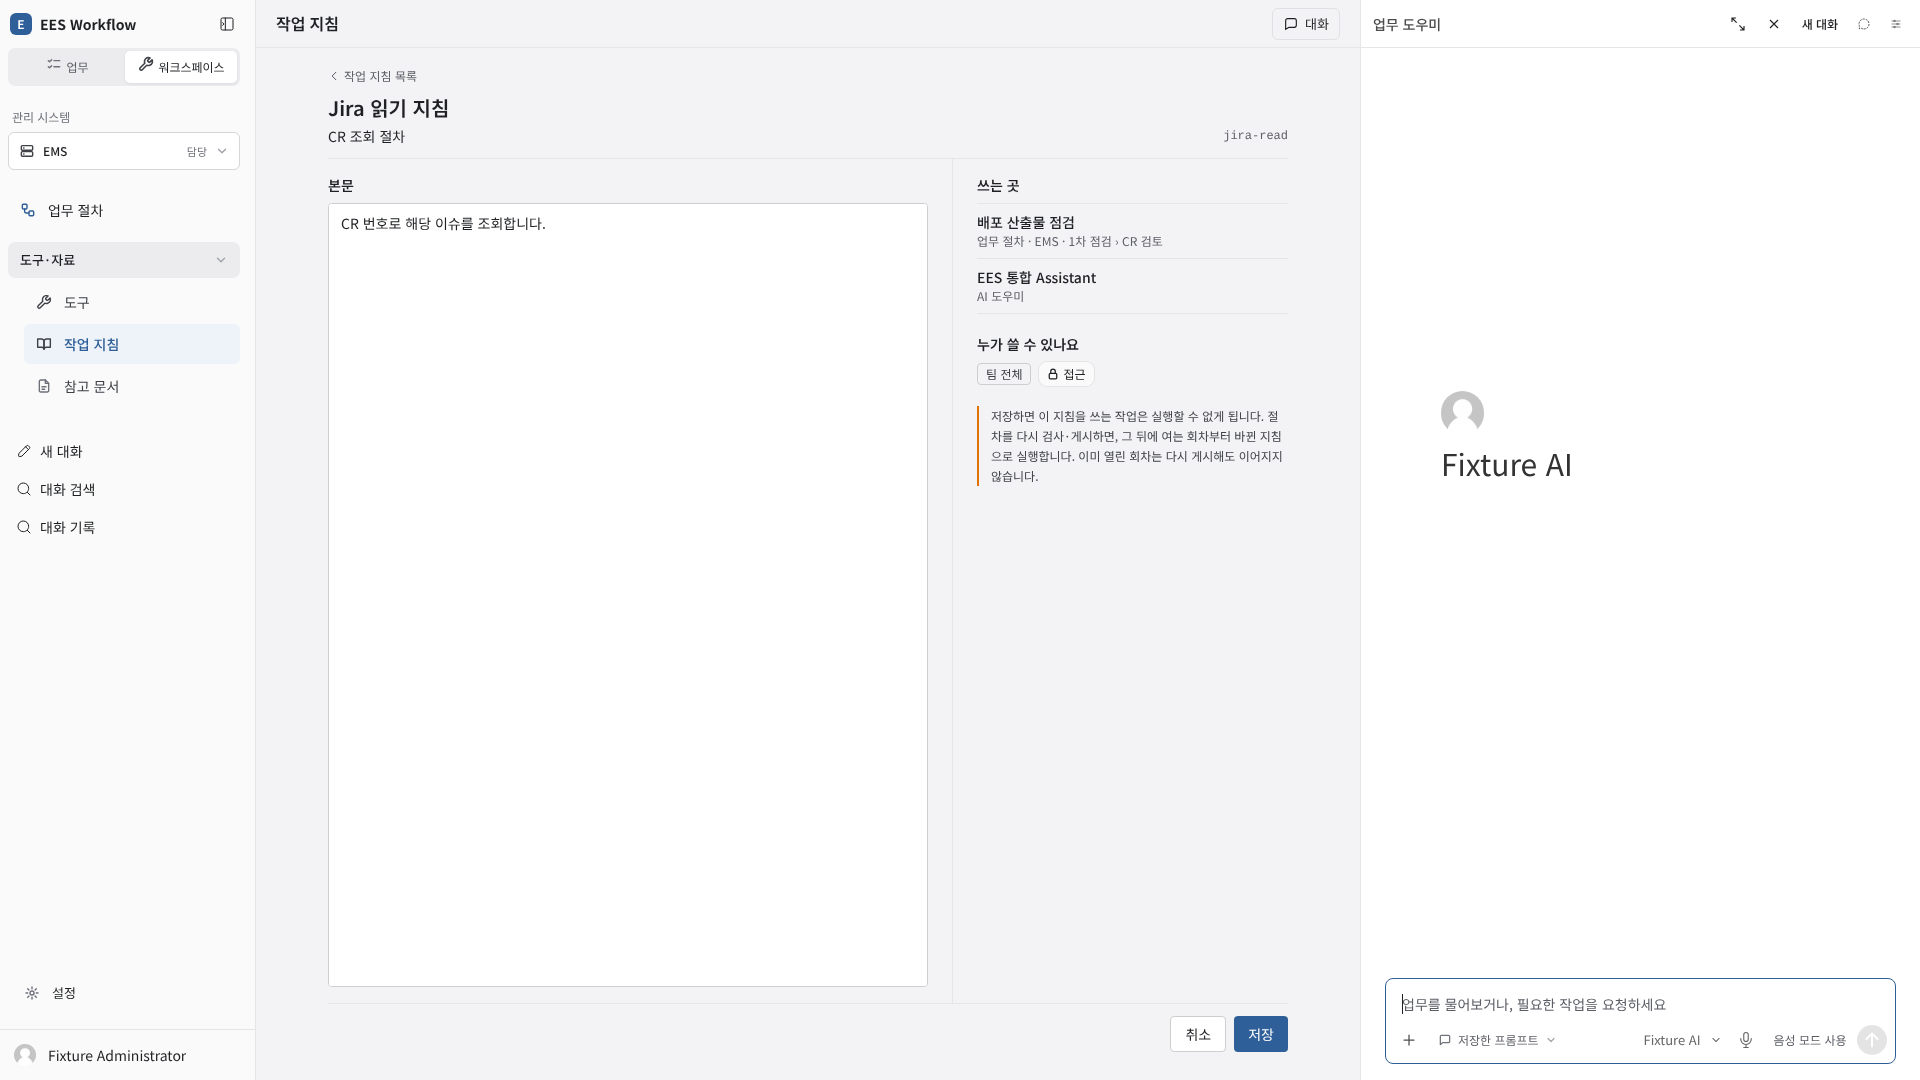 E EES Workflow
업무
워크스페이스
관리 시스템
EMS 담당
업무 절차
도구·자료
도구
작업 지침
참고 문서
새 대화
대화 검색
대화 기록
설정
Fixture Administrator
작업 지침
대화
작업 지침 목록
Jira 읽기 지침
CR 조회 절차
jira-read
본문
CR 번호로 해당 이슈를 조회합니다.
쓰는 곳
배포 산출물 점검
업무 절차 · EMS · 1차 점검 › CR 검토
EES 통합 Assistant
AI 도우미
누가 쓸 수 있나요
팀 전체
접근
저장하면 이 지침을 쓰는 작업은 실행할 수 없게 됩니다. 절
차를 다시 검사·게시하면, 그 뒤에 여는 회차부터 바뀐 지침
으로 실행합니다. 이미 열린 회차는 다시 게시해도 이어지지
않습니다.
취소
저장
업무 도우미
새 대화
Fixture AI
업무를 물어보거나, 필요한 작업을 요청하세요
저장한 프롬프트
Fixture AI
음성 모드 사용